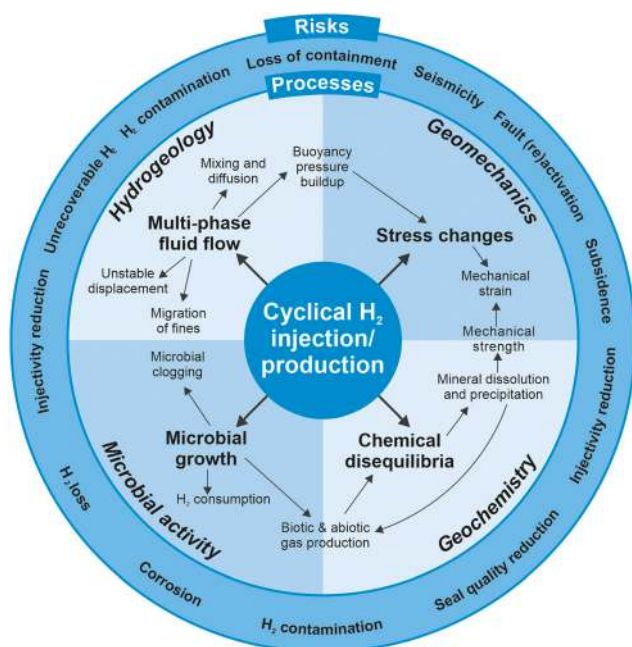 Risks
Loss of containment
Seismicity
Fault (re)activation
Subsidence
Injectivity reduction
Seal quality reduction
H₂ contamination
Corrosion
H₂ loss
Injectivity reduction
Unrecoverable H₂
H₂ contamination
Processes
Hydrogeology
Mixing and
diffusion
Buoyancy
pressure
buildup
Multi-phase
fluid flow
Unstable
displacement
Migration
of fines
Geomechanics
Stress changes
Mechanical
strain
Mechanical
strength
Cyclical H₂
injection/
production
Microbial
clogging
Microbial
growth
H₂ consumption
Microbial activity
Mineral dissolution
and precipitation
Chemical
disequilibria
Biotic & abiotic
gas production
Geochemistry